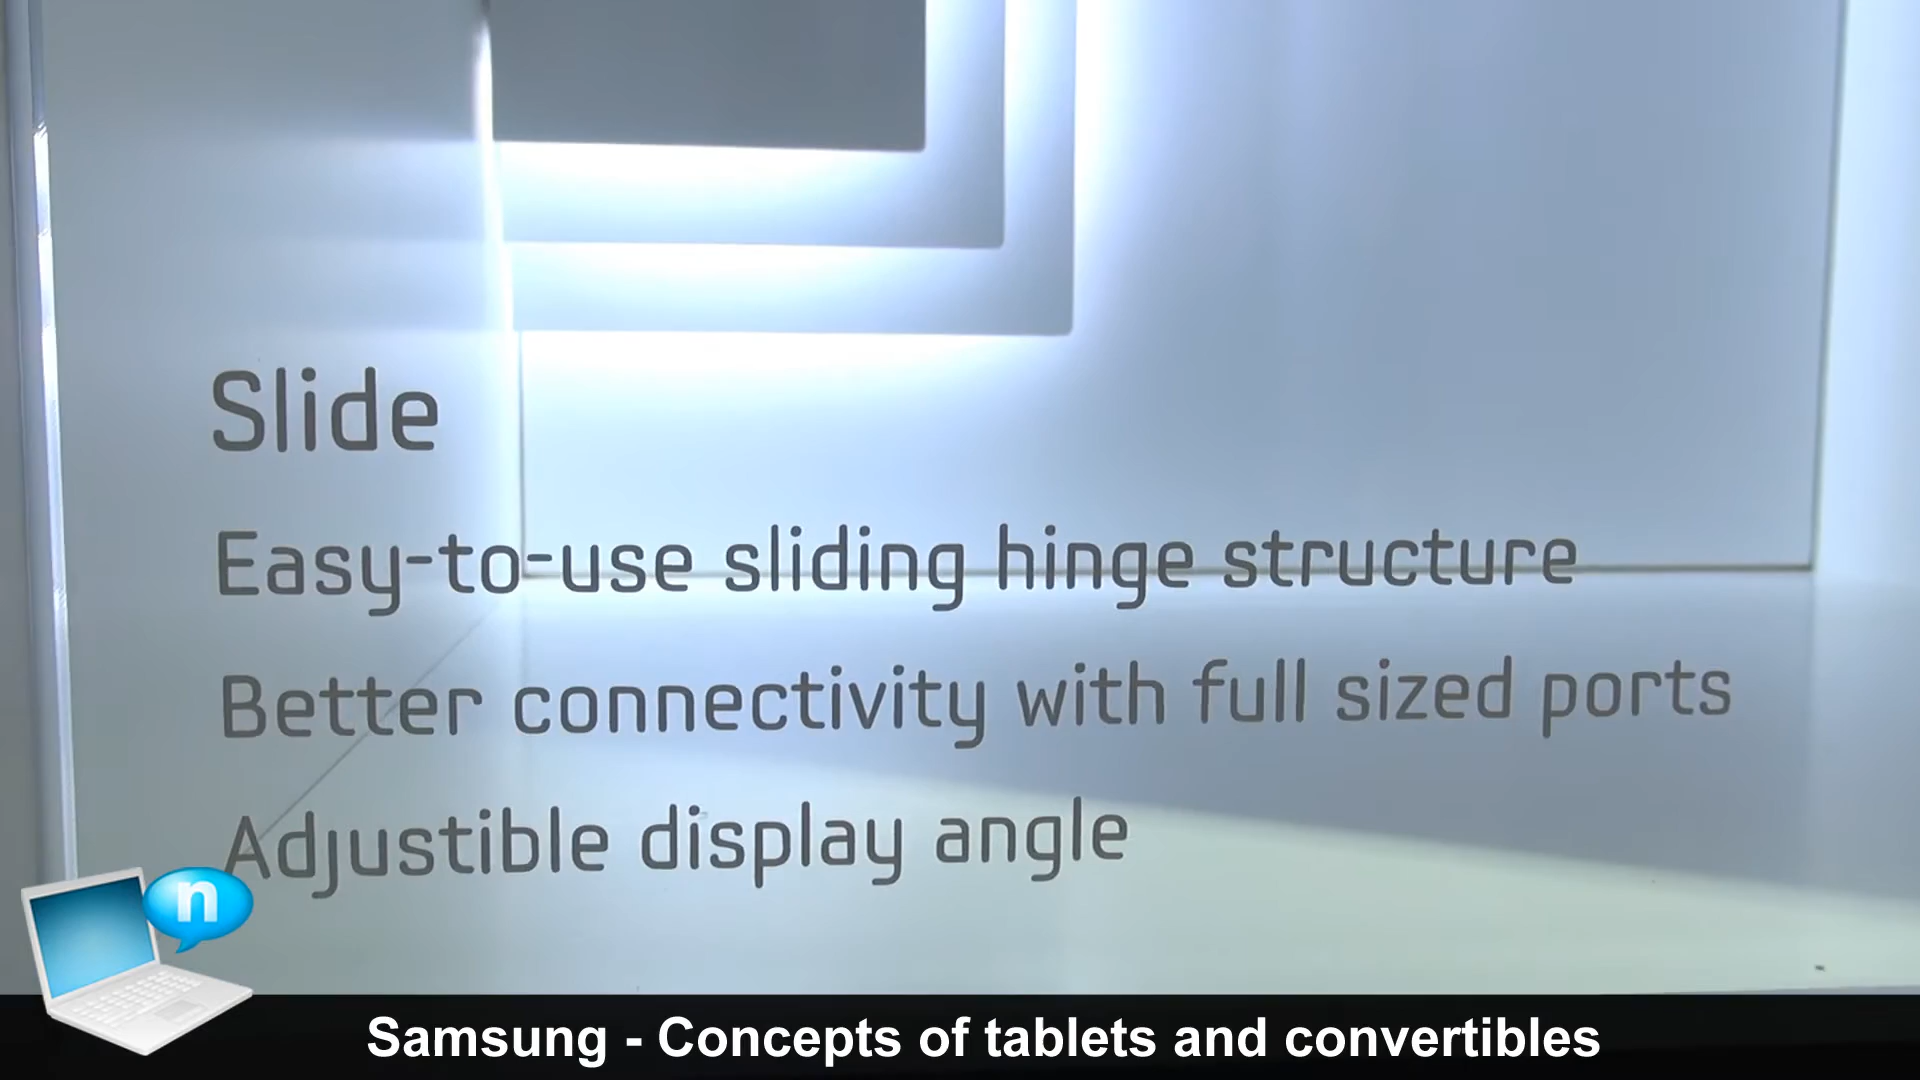 Slide
Easy-to-use sliding hinge structure
Better connectivity with full sized ports
Adjustible display angle
n
Samsung - Concepts of tablets and convertibles